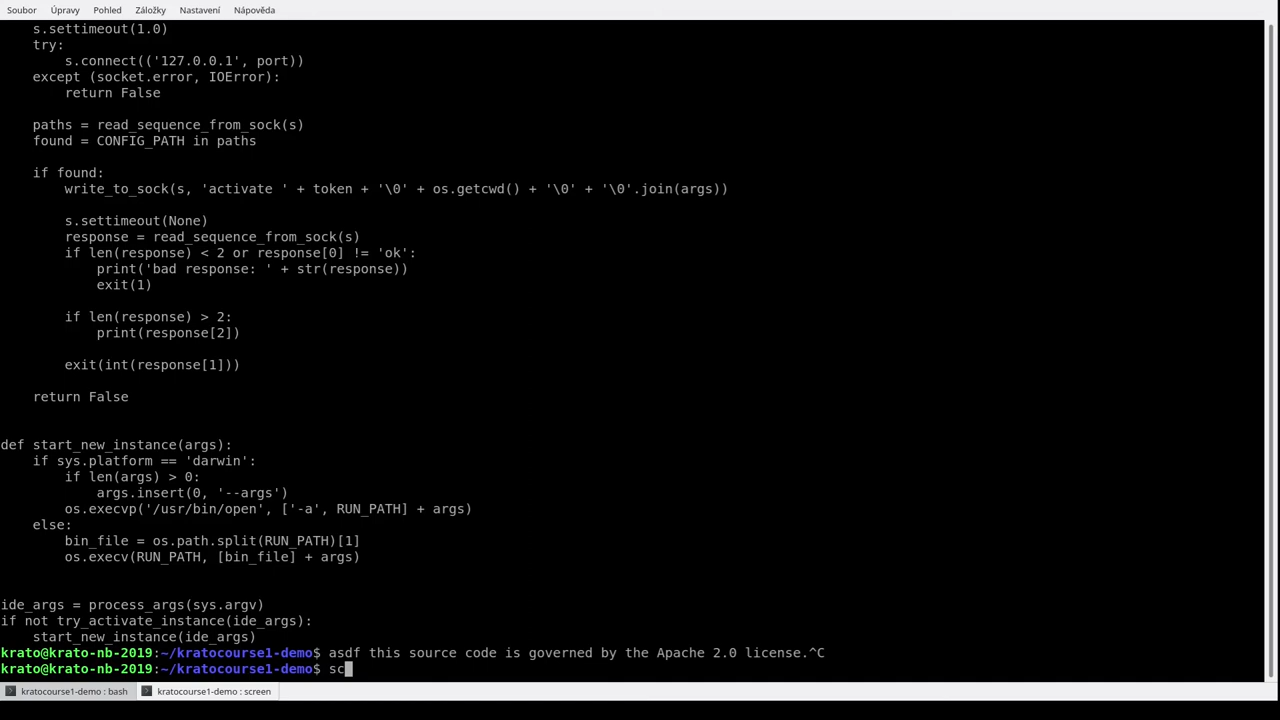 Soubor Úpravy Pohled Záložky Nastavení Nápověda
    s.settimeout(1.0)
    try:
        s.connect(('127.0.0.1', port))
    except (socket.error, IOError):
        return False

    paths = read_sequence_from_sock(s)
    found = CONFIG_PATH in paths

    if found:
        write_to_sock(s, 'activate ' + token + '\0' + os.getcwd() + '\0' + '\0'.join(args))

        s.settimeout(None)
        response = read_sequence_from_sock(s)
        if len(response) < 2 or response[0] != 'ok':
            print('bad response: ' + str(response))
            exit(1)

        if len(response) > 2:
            print(response[2])

        exit(int(response[1]))

    return False


def start_new_instance(args):
    if sys.platform == 'darwin':
        if len(args) > 0:
            args.insert(0, '--args')
        os.execvp('/usr/bin/open', ['-a', RUN_PATH] + args)
    else:
        bin_file = os.path.split(RUN_PATH)[1]
        os.execv(RUN_PATH, [bin_file] + args)


ide_args = process_args(sys.argv)
if not try_activate_instance(ide_args):
    start_new_instance(ide_args)
krato@krato-nb-2019:~/kratocourse1-demo$ asdf this source code is governed by the Apache 2.0 license.^C
krato@krato-nb-2019:~/kratocourse1-demo$ sc
kratocourse1-demo : bash kratocourse1-demo : screen